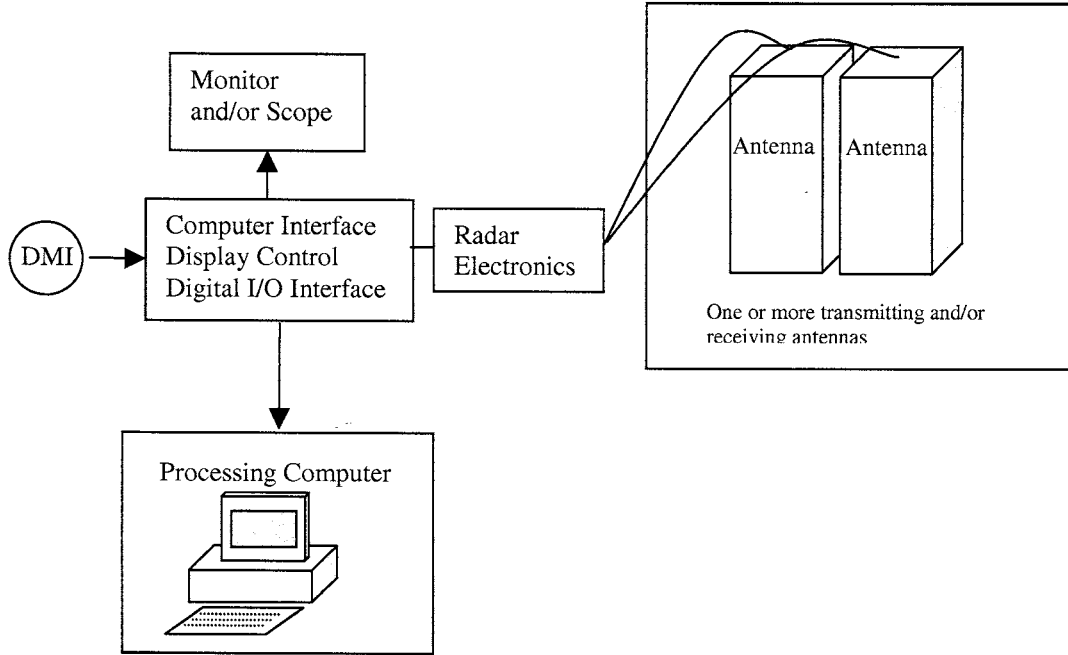 Monitor
and/or Scope
Antenna
Antenna
DMI
Computer Interface
Display Control
Digital I/O Interface
Radar
Electronics
One or more transmitting and/or
receiving antennas
Processing Computer